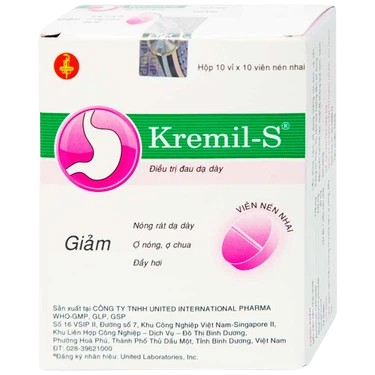 Hộp 10 vỉ x 10 viên nén nhai
Kremil-S®
Điều trị đau dạ dày
VIÊN NÉN NHAI
Giảm
Nóng rát dạ dày
Ợ nóng, ợ chua
Đầy hơi
Sản xuất tại CÔNG TY TNHH UNITED INTERNATIONAL PHARMA
WHO-GMP, GLP, GSP
Số 16 VSIP II, Đường số 7, Khu Công Nghiệp Việt Nam-Singapore II,
Khu Liên Hợp Công Nghiệp - Dịch Vụ - Đô Thị Bình Dương,
Phường Hoà Phú, Thành Phố Thủ Dầu Một, Tỉnh Bình Dương, Việt Nam
ĐT: 028-39621000
®Đăng ký nhãn hiệu: United Laboratories, Inc.